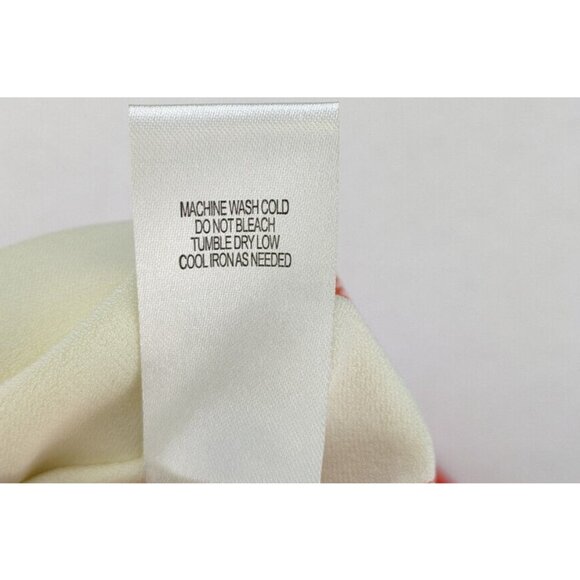 MACHINE WASH COLD
DO NOT BLEACH
TUMBLE DRY LOW
COOL IRON AS NEEDED